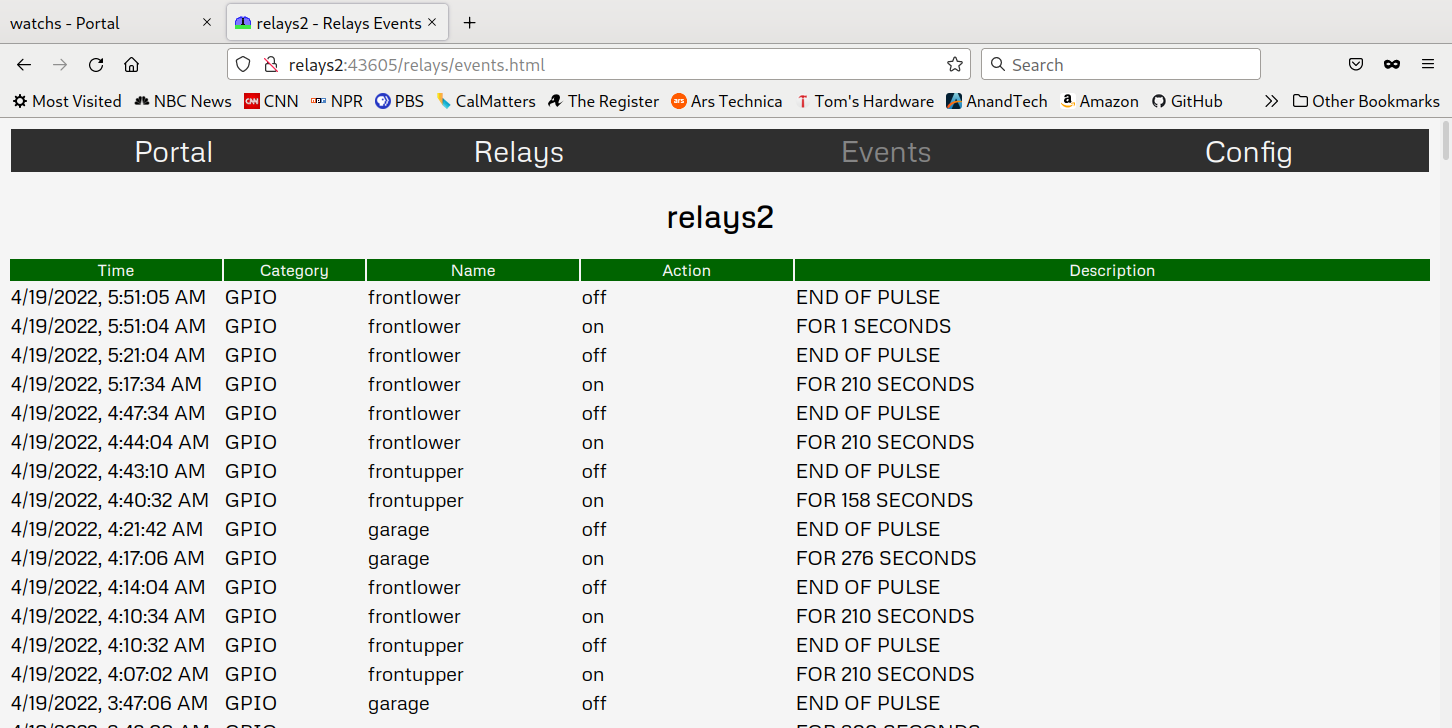 watchs - Portal × relays2 - Relays Events × +
relays2:43605/relays/events.html Search
Most Visited NBC News CNN NPR PBS CalMatters The Register Ars Technica Tom's Hardware AnandTech Amazon GitHub Other Bookmarks
Portal Relays Events Config
relays2
Time Category Name Action Description
4/19/2022, 5:51:05 AM GPIO frontlower off END OF PULSE
4/19/2022, 5:51:04 AM GPIO frontlower on FOR 1 SECONDS
4/19/2022, 5:21:04 AM GPIO frontlower off END OF PULSE
4/19/2022, 5:17:34 AM GPIO frontlower on FOR 210 SECONDS
4/19/2022, 4:47:34 AM GPIO frontlower off END OF PULSE
4/19/2022, 4:44:04 AM GPIO frontlower on FOR 210 SECONDS
4/19/2022, 4:43:10 AM GPIO frontupper off END OF PULSE
4/19/2022, 4:40:32 AM GPIO frontupper on FOR 158 SECONDS
4/19/2022, 4:21:42 AM GPIO garage off END OF PULSE
4/19/2022, 4:17:06 AM GPIO garage on FOR 276 SECONDS
4/19/2022, 4:14:04 AM GPIO frontlower off END OF PULSE
4/19/2022, 4:10:34 AM GPIO frontlower on FOR 210 SECONDS
4/19/2022, 4:10:32 AM GPIO frontupper off END OF PULSE
4/19/2022, 4:07:02 AM GPIO frontupper on FOR 210 SECONDS
4/19/2022, 3:47:06 AM GPIO garage off END OF PULSE